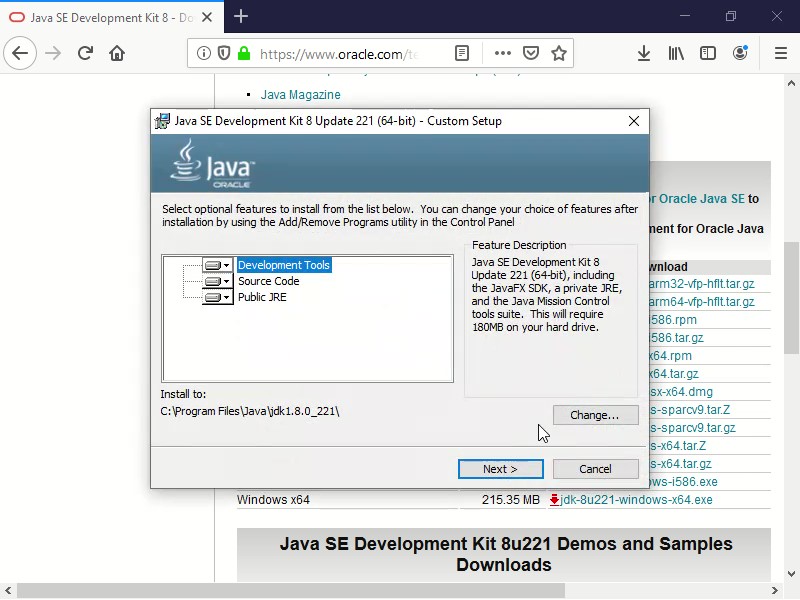 Java SE Development Kit 8 - Do
https://www.oracle.com/te
Java Magazine
Java SE Development Kit 8 Update 221 (64-bit) - Custom Setup
Java
ORACLE
Select optional features to install from the list below. You can change your choice of features after
installation by using the Add/Remove Programs utility in the Control Panel
Development Tools
Source Code
Public JRE
Feature Description
Java SE Development Kit 8
Update 221 (64-bit), including
the JavaFX SDK, a private JRE,
and the Java Mission Control
tools suite. This will require
180MB on your hard drive.
Install to:
C:\Program Files\Java\jdk1.8.0_221\
Change...
Next >
Cancel
r Oracle Java SE to
ment for Oracle Java
wnload
arm32-vfp-hflt.tar.gz
arm64-vfp-hflt.tar.gz
i586.rpm
i586.tar.gz
x64.rpm
x64.tar.gz
sx-x64.dmg
s-sparcv9.tar.Z
s-sparcv9.tar.gz
s-x64.tar.Z
s-x64.tar.gz
ws-i586.exe
Windows x64 215.35 MB jdk-8u221-windows-x64.exe
Java SE Development Kit 8u221 Demos and Samples
Downloads